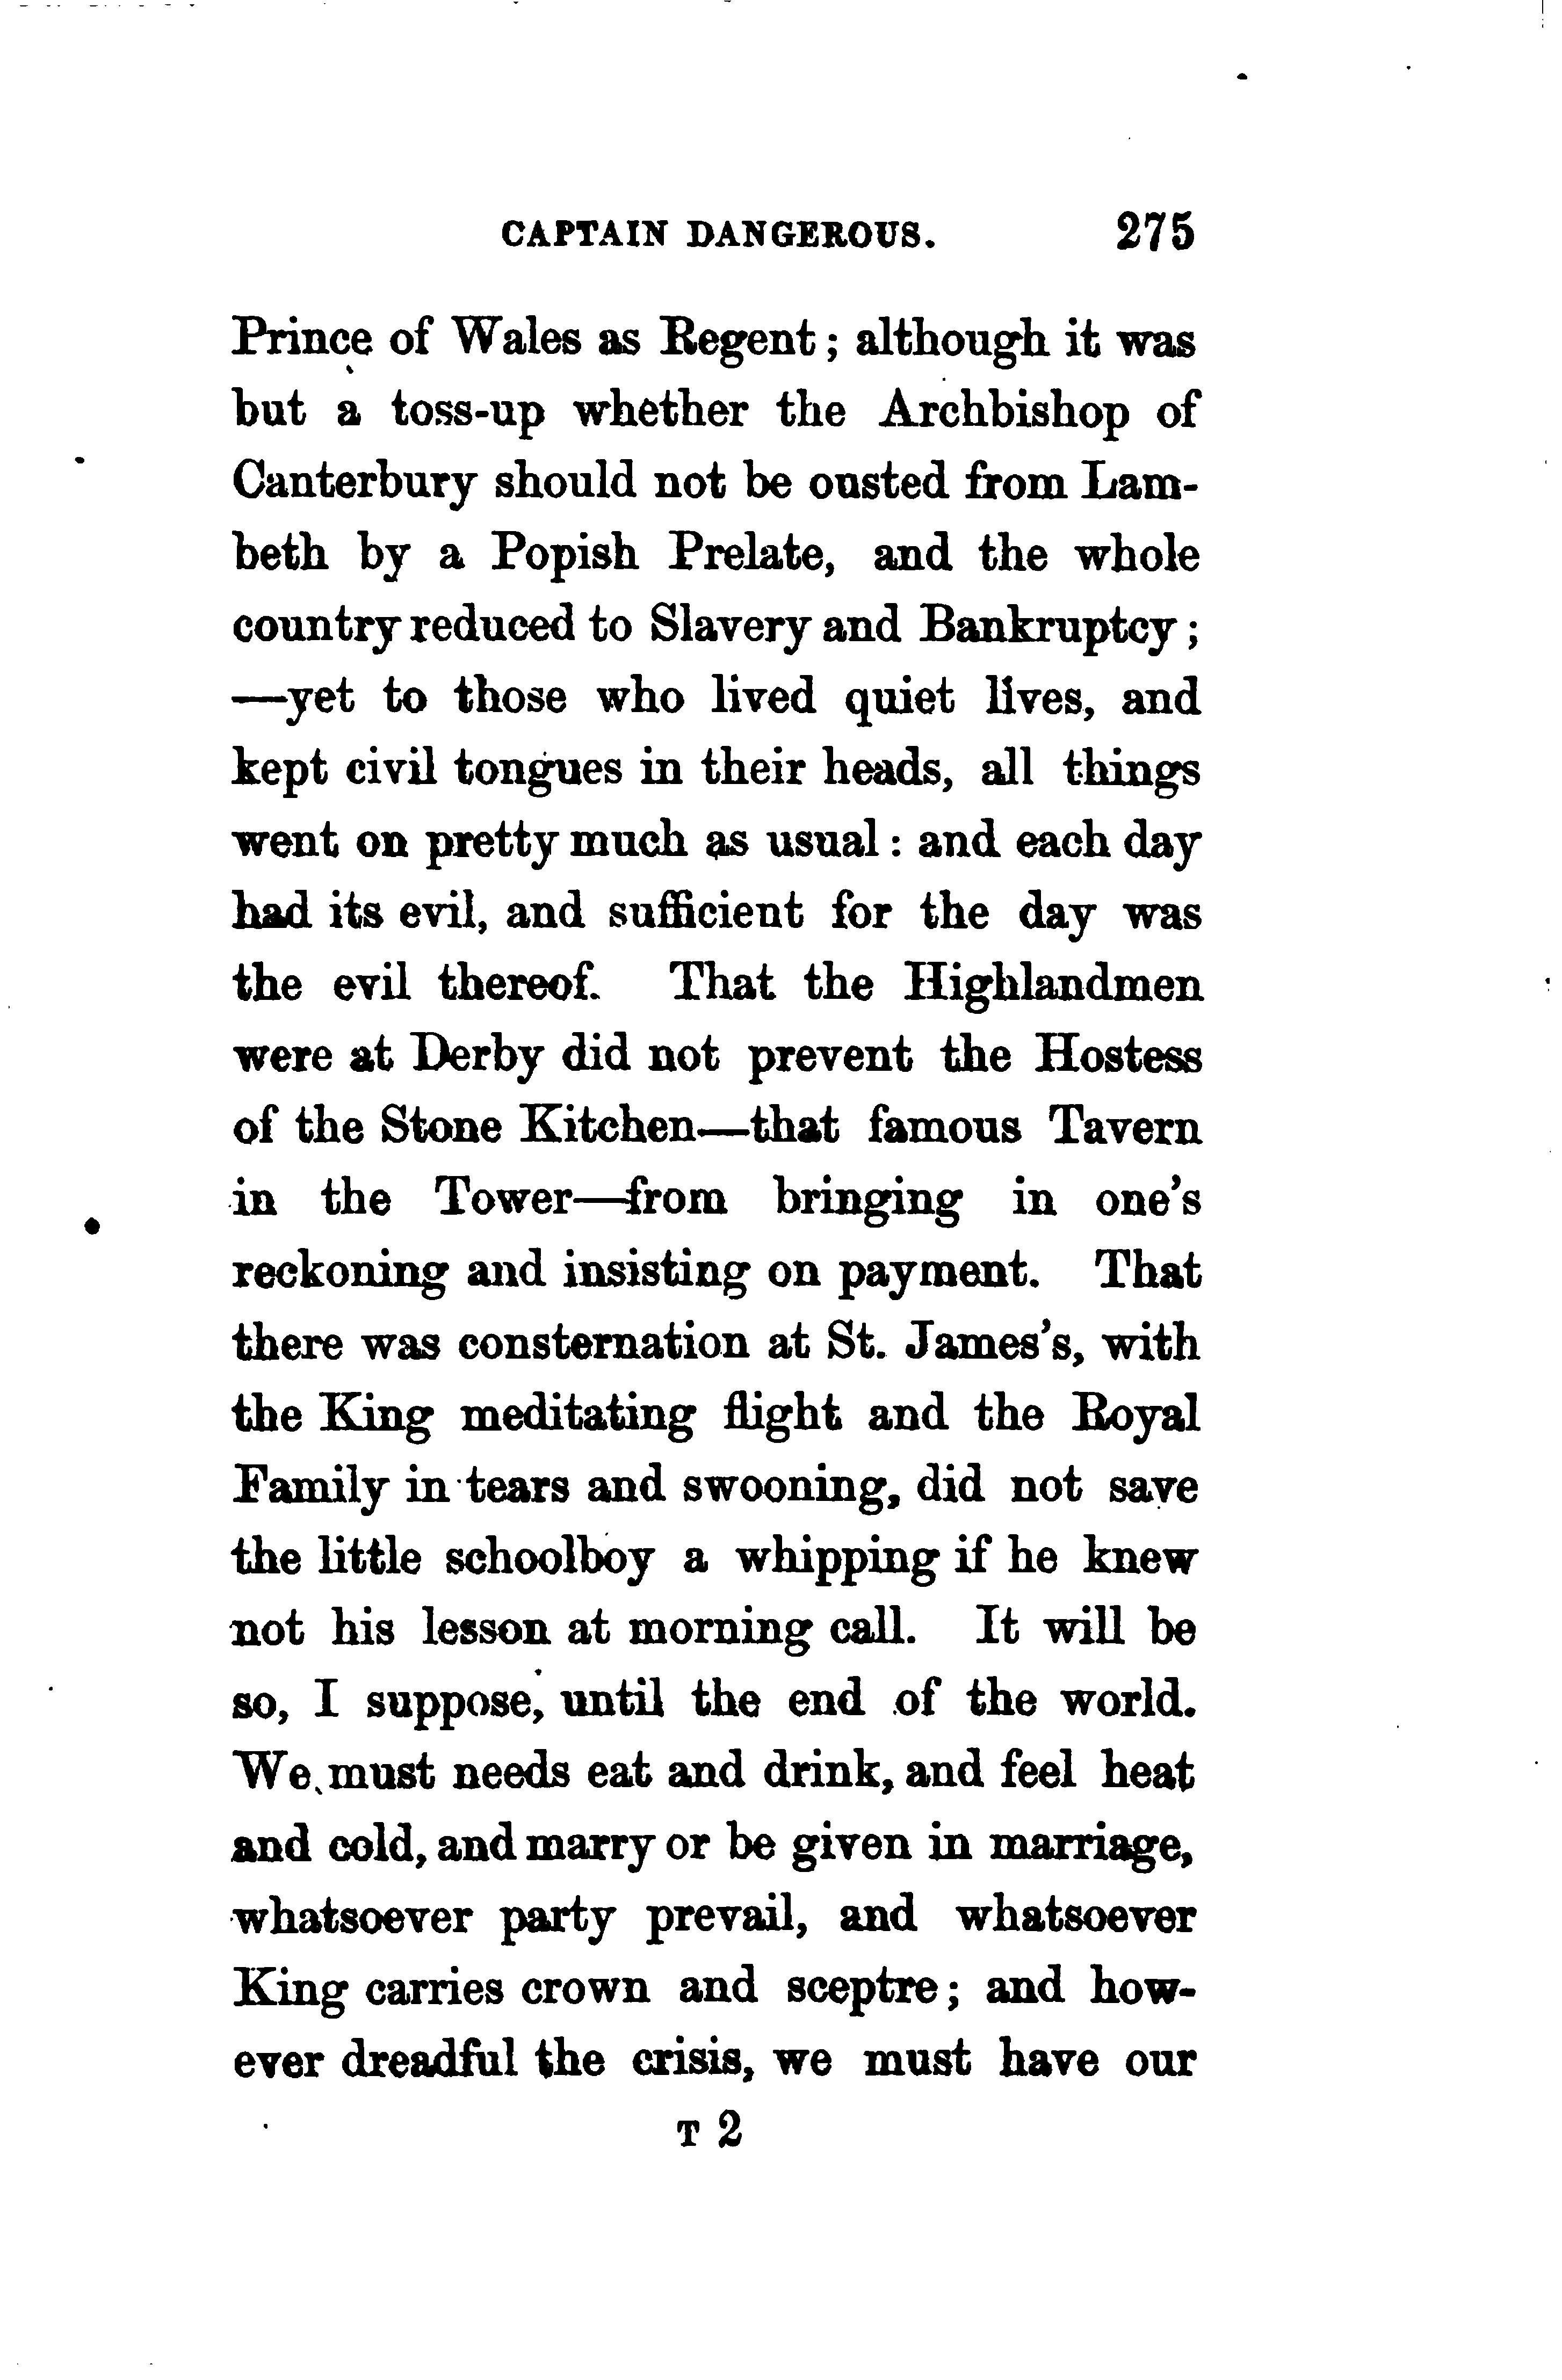 CAPTAIN DANGEROUS. 275
Prince of Wales as Regent; although it was
but a toss-up whether the Archbishop of
Canterbury should not be ousted from Lam-
beth by a Popish Prelate, and the whole
country reduced to Slavery and Bankruptcy;
—yet to those who lived quiet lives, and
kept civil tongues in their heads, all things
went on pretty much as usual: and each day
had its evil, and sufficient for the day was
the evil thereof. That the Highlandmen
were at Derby did not prevent the Hostess
of the Stone Kitchen—that famous Tavern
in the Tower—from bringing in one's
reckoning and insisting on payment. That
there was consternation at St. James's, with
the King meditating flight and the Royal
Family in tears and swooning, did not save
the little schoolboy a whipping if he knew
not his lesson at morning call. It will be
so, I suppose, until the end of the world.
We must needs eat and drink, and feel heat
and cold, and marry or be given in marriage,
whatsoever party prevail, and whatsoever
King carries crown and sceptre; and how-
ever dreadful the crisis, we must have our
T 2